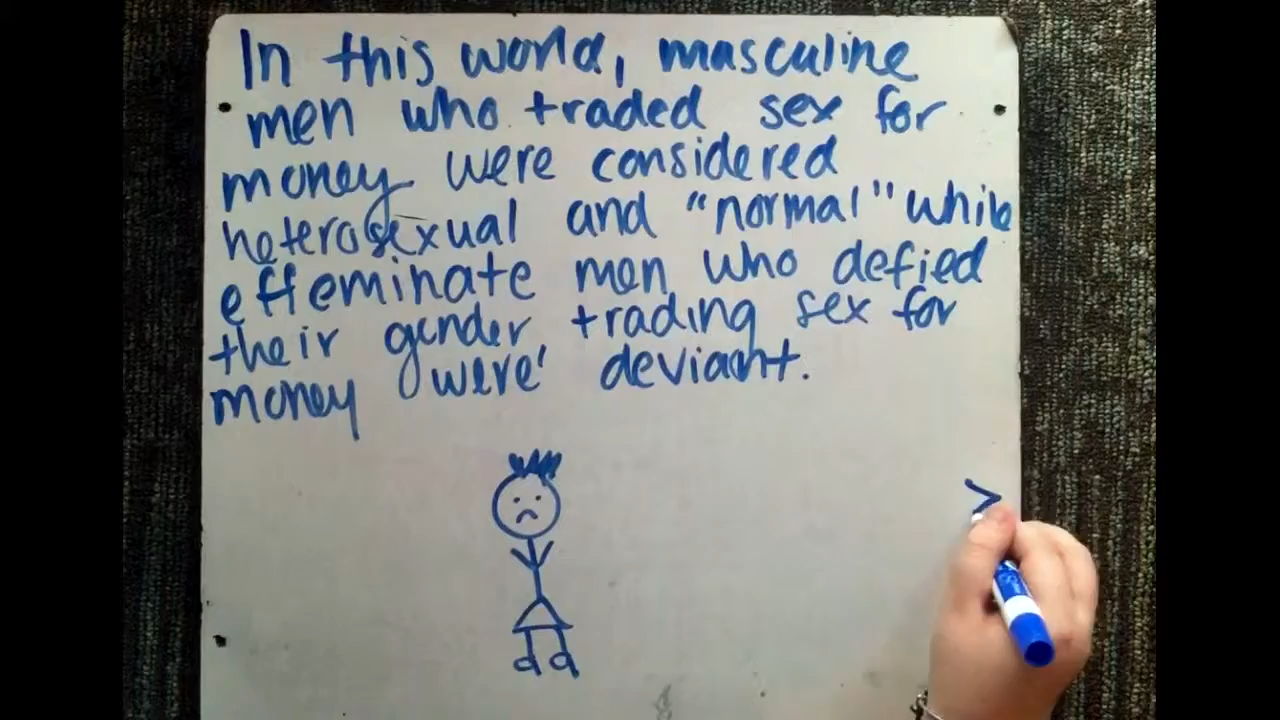 In this world, masculine
men who traded sex for
money were considered
heterosexual and "normal" while
effeminate men who defied
their gender trading sex for
money were' deviant.